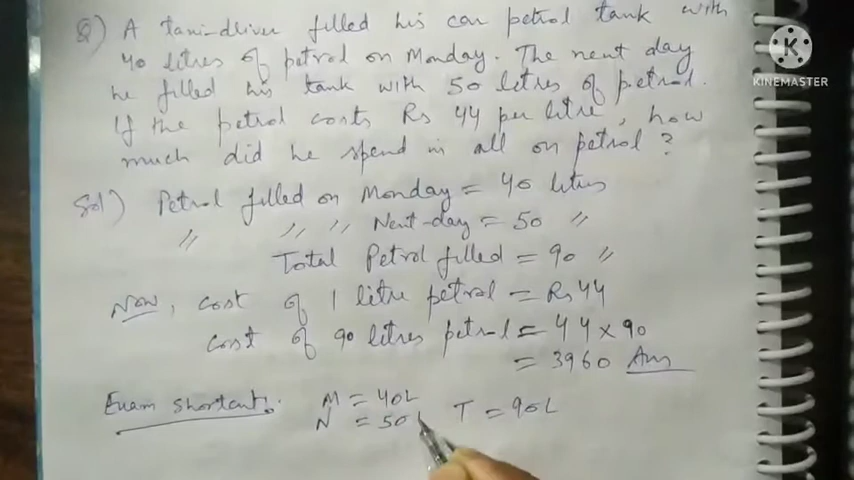 Q) A taxi-driver filled his car petrol tank with
40 litres of petrol on Monday. The next day
he filled his tank with 50 litres of petrol.
If the petrol costs Rs 44 per litre, how
much did he spend in all on petrol?
Sol) Petrol filled on Monday = 40 litres
〃 〃 〃 Next-day = 50 〃
Total Petrol filled = 90 〃
Now, cost of 1 litre petrol = Rs 44
cost of 90 litres petrol = 44 × 90
= 3960 Ans
Exam shortcut:
M = 40L
N = 50L T = 90L
K
KINEMASTER